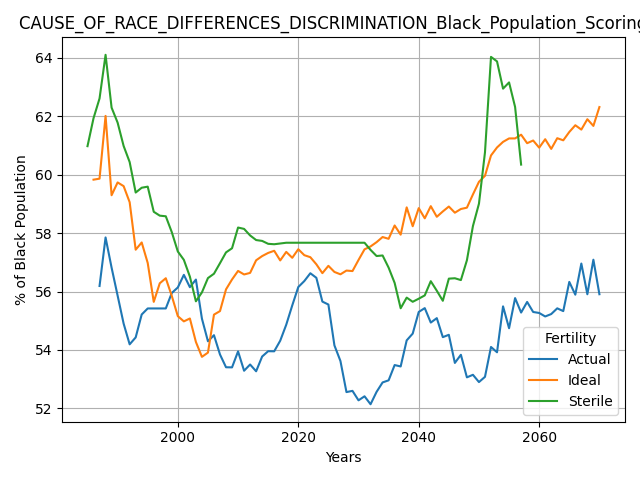 CAUSE_OF_RACE_DIFFERENCES_DISCRIMINATION_Black_Population_Scoring
% of Black Population
64
62
60
58
56
54
52
2000
2020
2040
2060
Years
Fertility
Actual
Ideal
Sterile